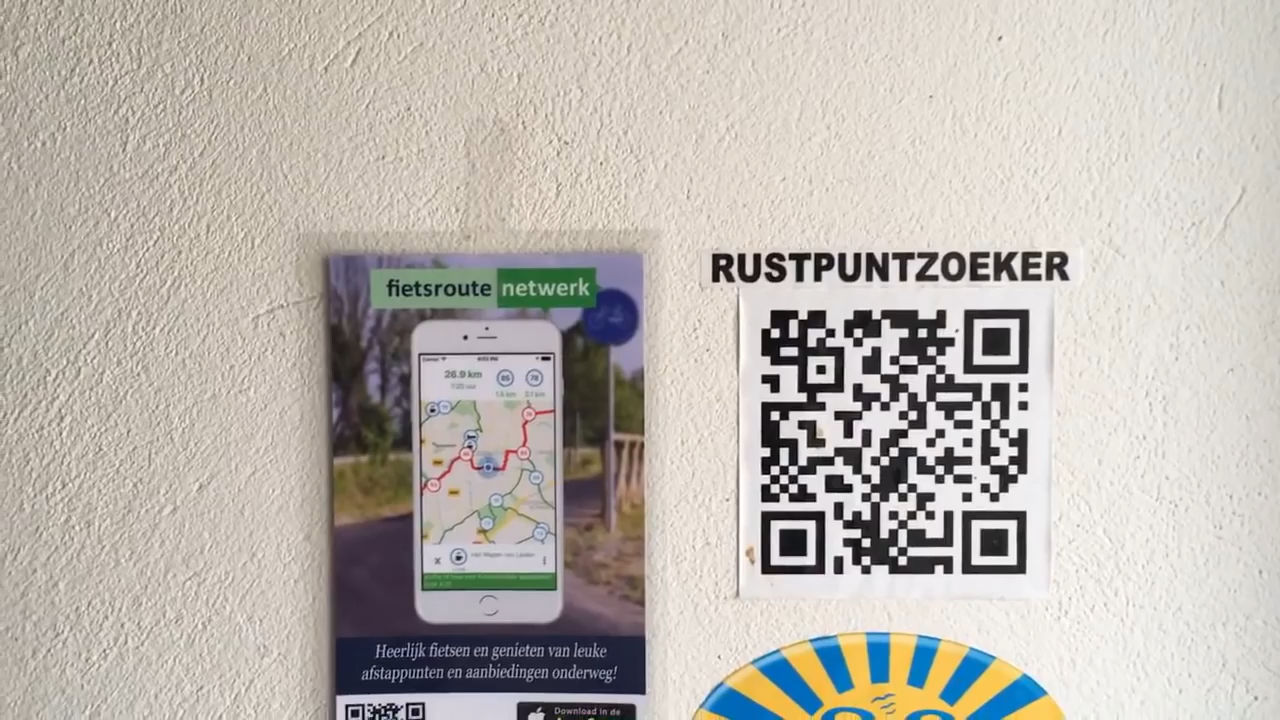 fietsroute netwerk
26.9 km
Heerlijk fietsen en genieten van leuke
afstappunten en aanbiedingen onderweg!
Download in de
RUSTPUNTZOEKER